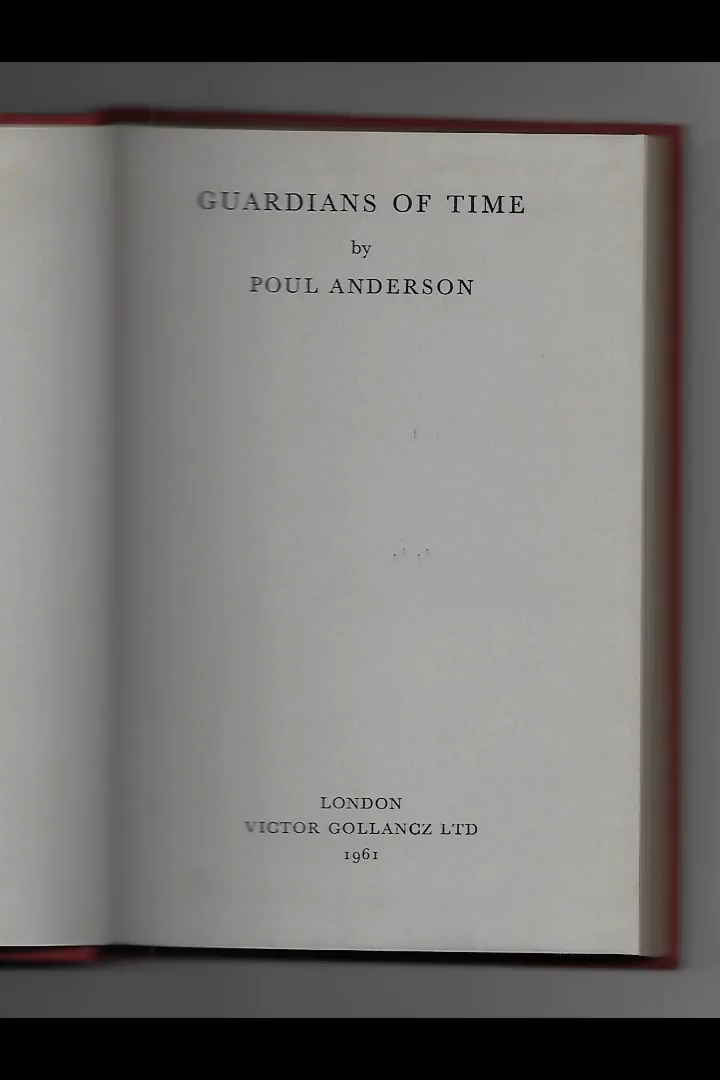 GUARDIANS OF TIME
by
POUL ANDERSON
LONDON
VICTOR GOLLANCZ LTD
1961